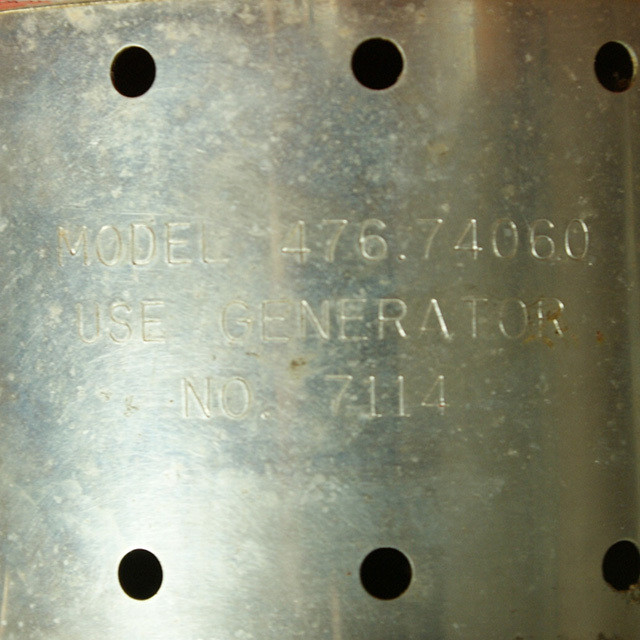 MODEL 476.74060
USE GENERATOR
NO. 7114